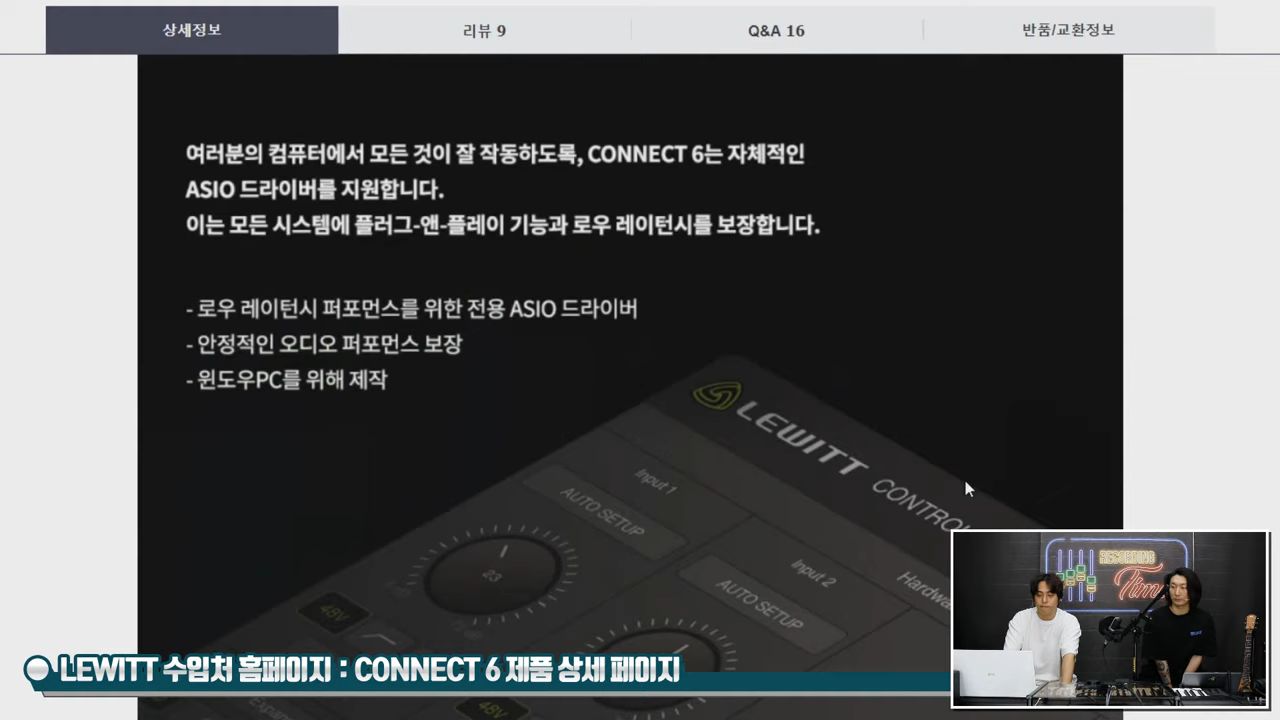 상세정보
리뷰 9
Q&A 16
반품/교환정보
여러분의 컴퓨터에서 모든 것이 잘 작동하도록, CONNECT 6는 자체적인
ASIO 드라이버를 지원합니다.
이는 모든 시스템에 플러그-앤-플레이 기능과 로우 레이턴시를 보장합니다.
- 로우 레이턴시 퍼포먼스를 위한 전용 ASIO 드라이버
- 안정적인 오디오 퍼포먼스 보장
- 윈도우PC를 위해 제작
LEWITT
Input 1
AUTO SETUP
23
48V
Input 2
AUTO SETUP
48V
RECORDING
Time
LEWITT 수입처 홈페이지 : CONNECT 6 제품 상세 페이지